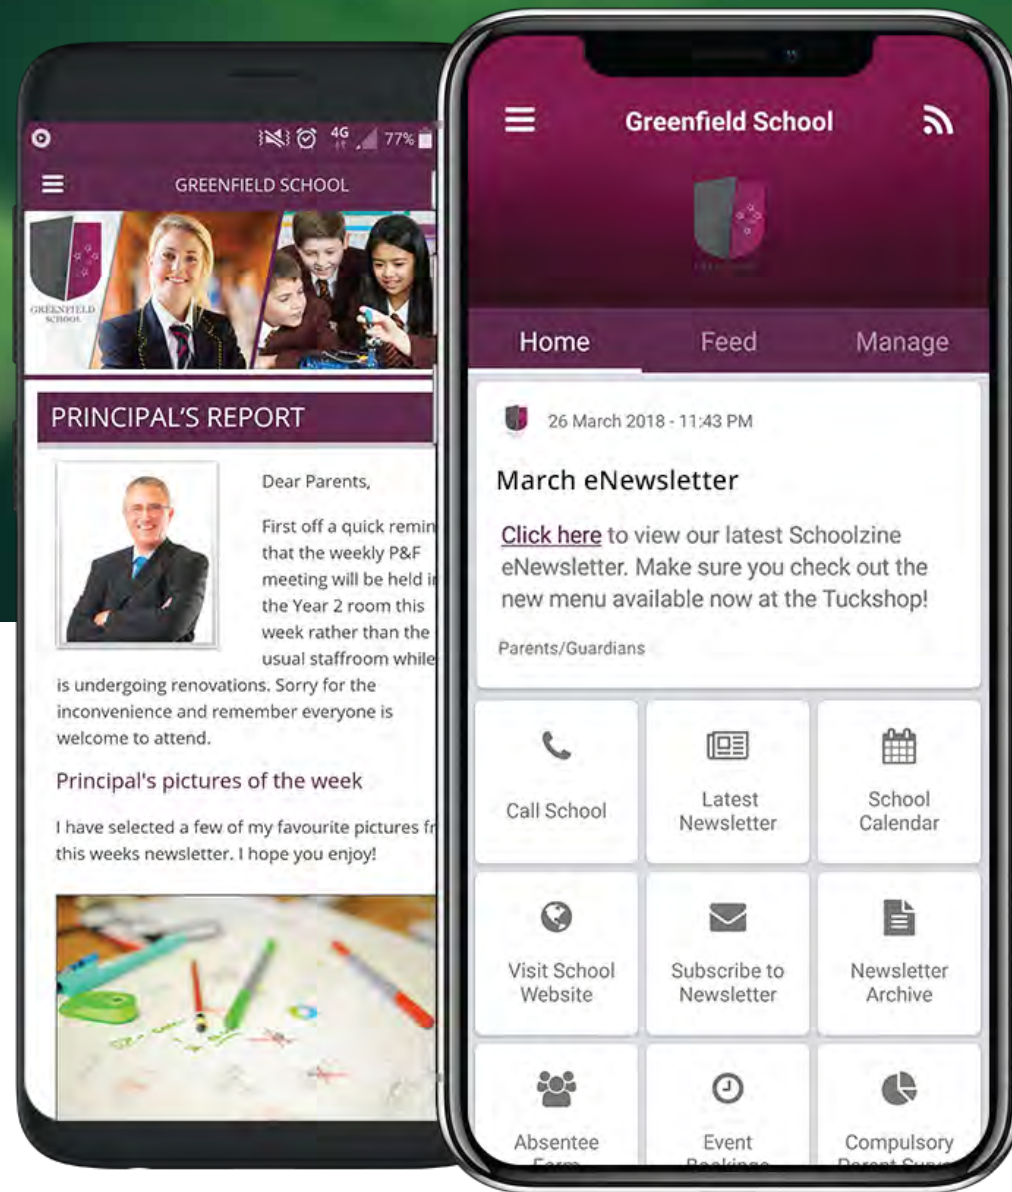 4G
77%
GREENFIELD SCHOOL
GREENFIELD
SCHOOL
PRINCIPAL'S REPORT
Dear Parents,
First off a quick remin
that the weekly P&F
meeting will be held in
the Year 2 room this
week rather than the
usual staffroom while
is undergoing renovations. Sorry for the
inconvenience and remember everyone is
welcome to attend.
Principal's pictures of the week
I have selected a few of my favourite pictures fr
this weeks newsletter. I hope you enjoy!
Greenfield School
Home Feed Manage
26 March 2018 - 11:43 PM
March eNewsletter
Click here to view our latest Schoolzine
eNewsletter. Make sure you check out the
new menu available now at the Tuckshop!
Parents/Guardians
Call School
Latest
Newsletter
School
Calendar
Visit School
Website
Subscribe to
Newsletter
Newsletter
Archive
Absentee
Form
Event
Bookings
Compulsory
Parent Surve